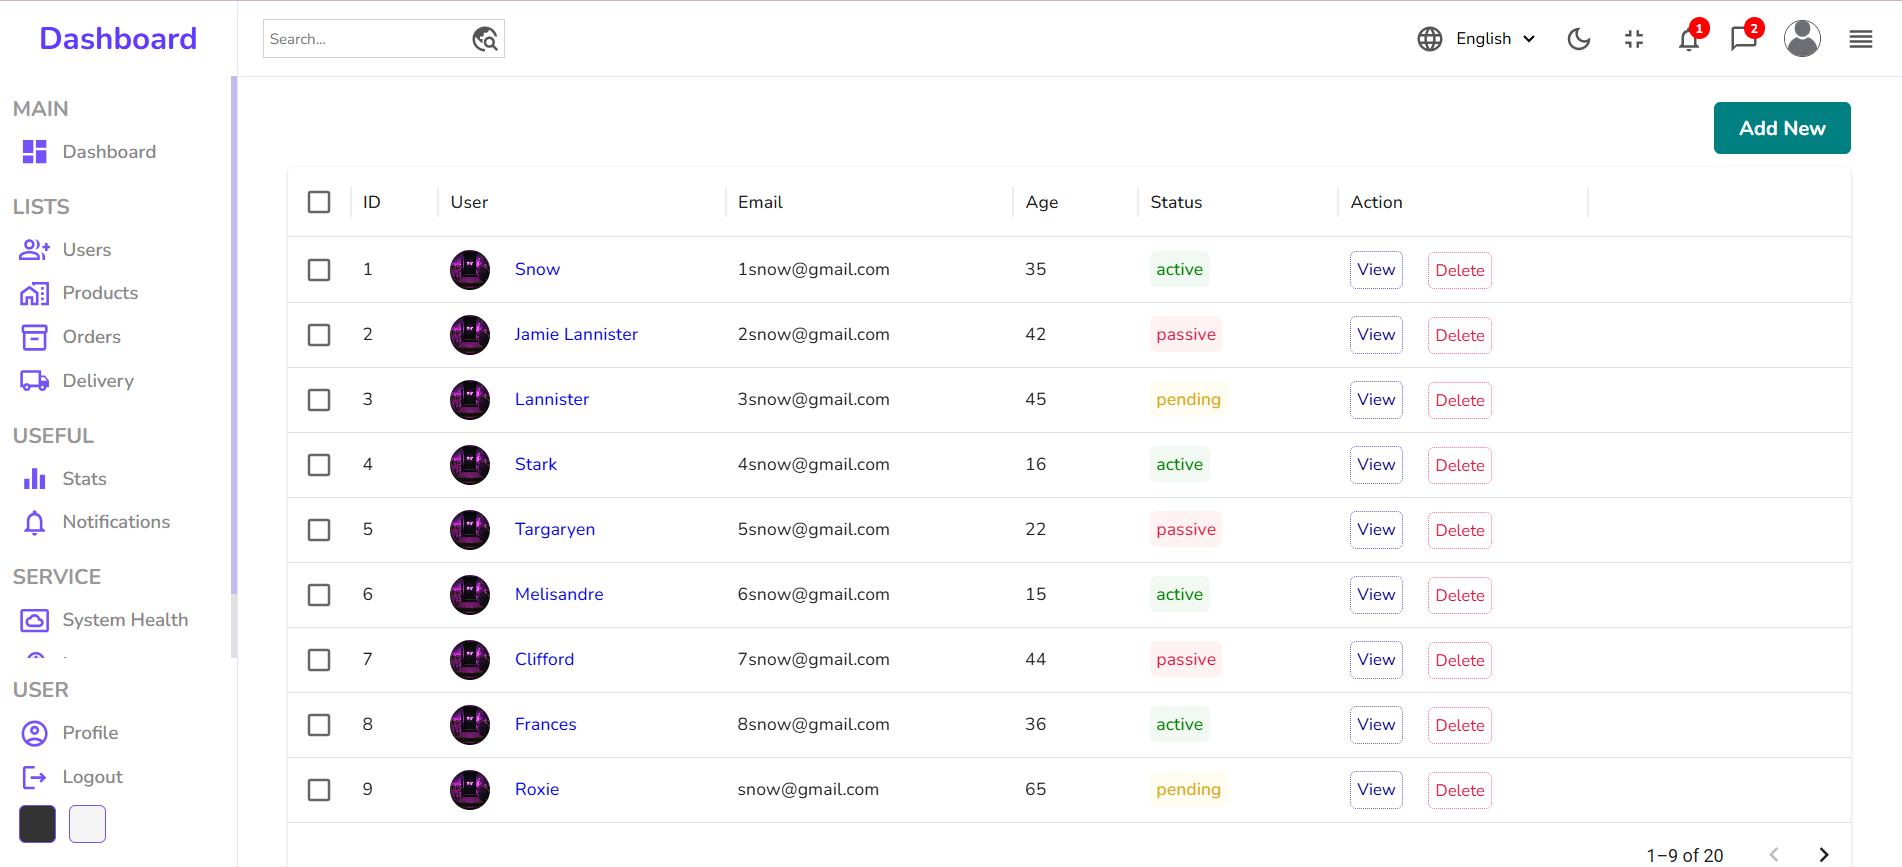 Dashboard
Search...
English
1
2
MAIN
Dashboard
LISTS
Users
Products
Orders
Delivery
USEFUL
Stats
Notifications
SERVICE
System Health
USER
Profile
Logout
Add New
ID User Email Age Status Action
1 Snow 1snow@gmail.com 35 active View Delete
2 Jamie Lannister 2snow@gmail.com 42 passive View Delete
3 Lannister 3snow@gmail.com 45 pending View Delete
4 Stark 4snow@gmail.com 16 active View Delete
5 Targaryen 5snow@gmail.com 22 passive View Delete
6 Melisandre 6snow@gmail.com 15 active View Delete
7 Clifford 7snow@gmail.com 44 passive View Delete
8 Frances 8snow@gmail.com 36 active View Delete
9 Roxie snow@gmail.com 65 pending View Delete
1–9 of 20